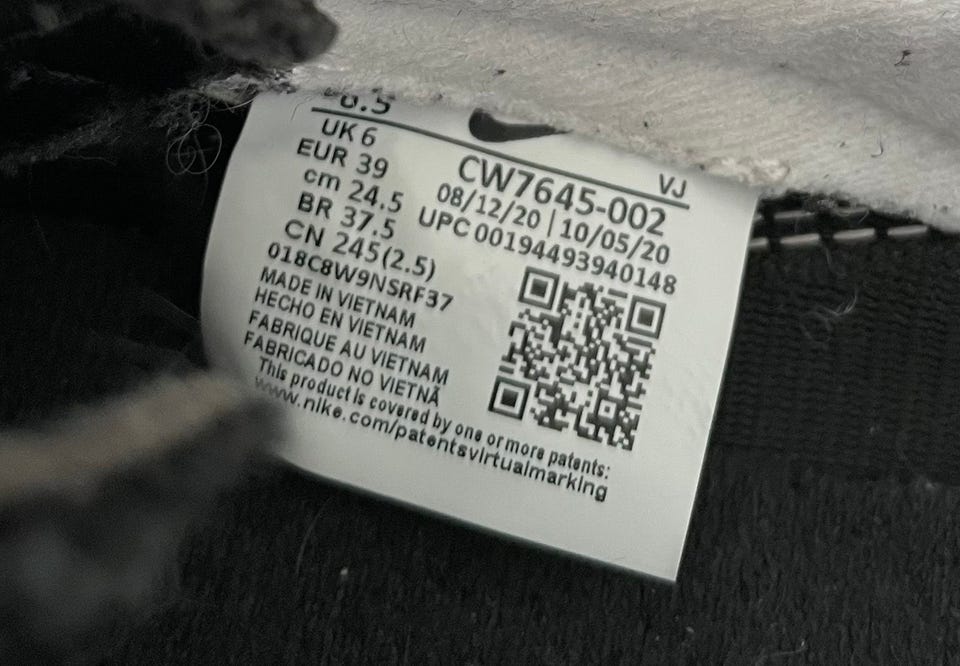 6.5
UK 6
EUR 39
cm 24.5
BR 37.5
CN 245(2.5)
018C8W9NSRF37
MADE IN VIETNAM
HECHO EN VIETNAM
FABRIQUE AU VIETNAM
FABRICADO NO VIETNÃ
This product is covered by one or more patents:
www.nike.com/patentsvirtualmarking
VJ
CW7645-002
08/12/20 | 10/05/20
UPC 00194493940148